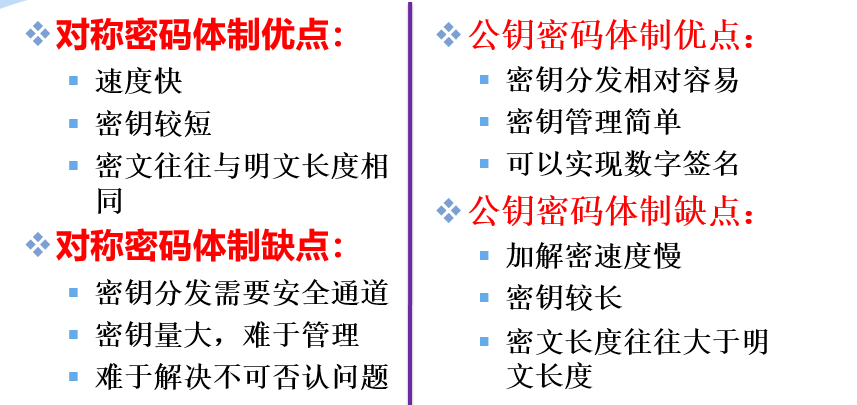 对称密码体制优点：
速度快
密钥较短
密文往往与明文长度相
同
对称密码体制缺点：
密钥分发需要安全通道
密钥量大，难于管理
难于解决不可否认问题
公钥密码体制优点：
密钥分发相对容易
密钥管理简单
可以实现数字签名
公钥密码体制缺点：
加解密速度慢
密钥较长
密文长度往往大于明
文长度